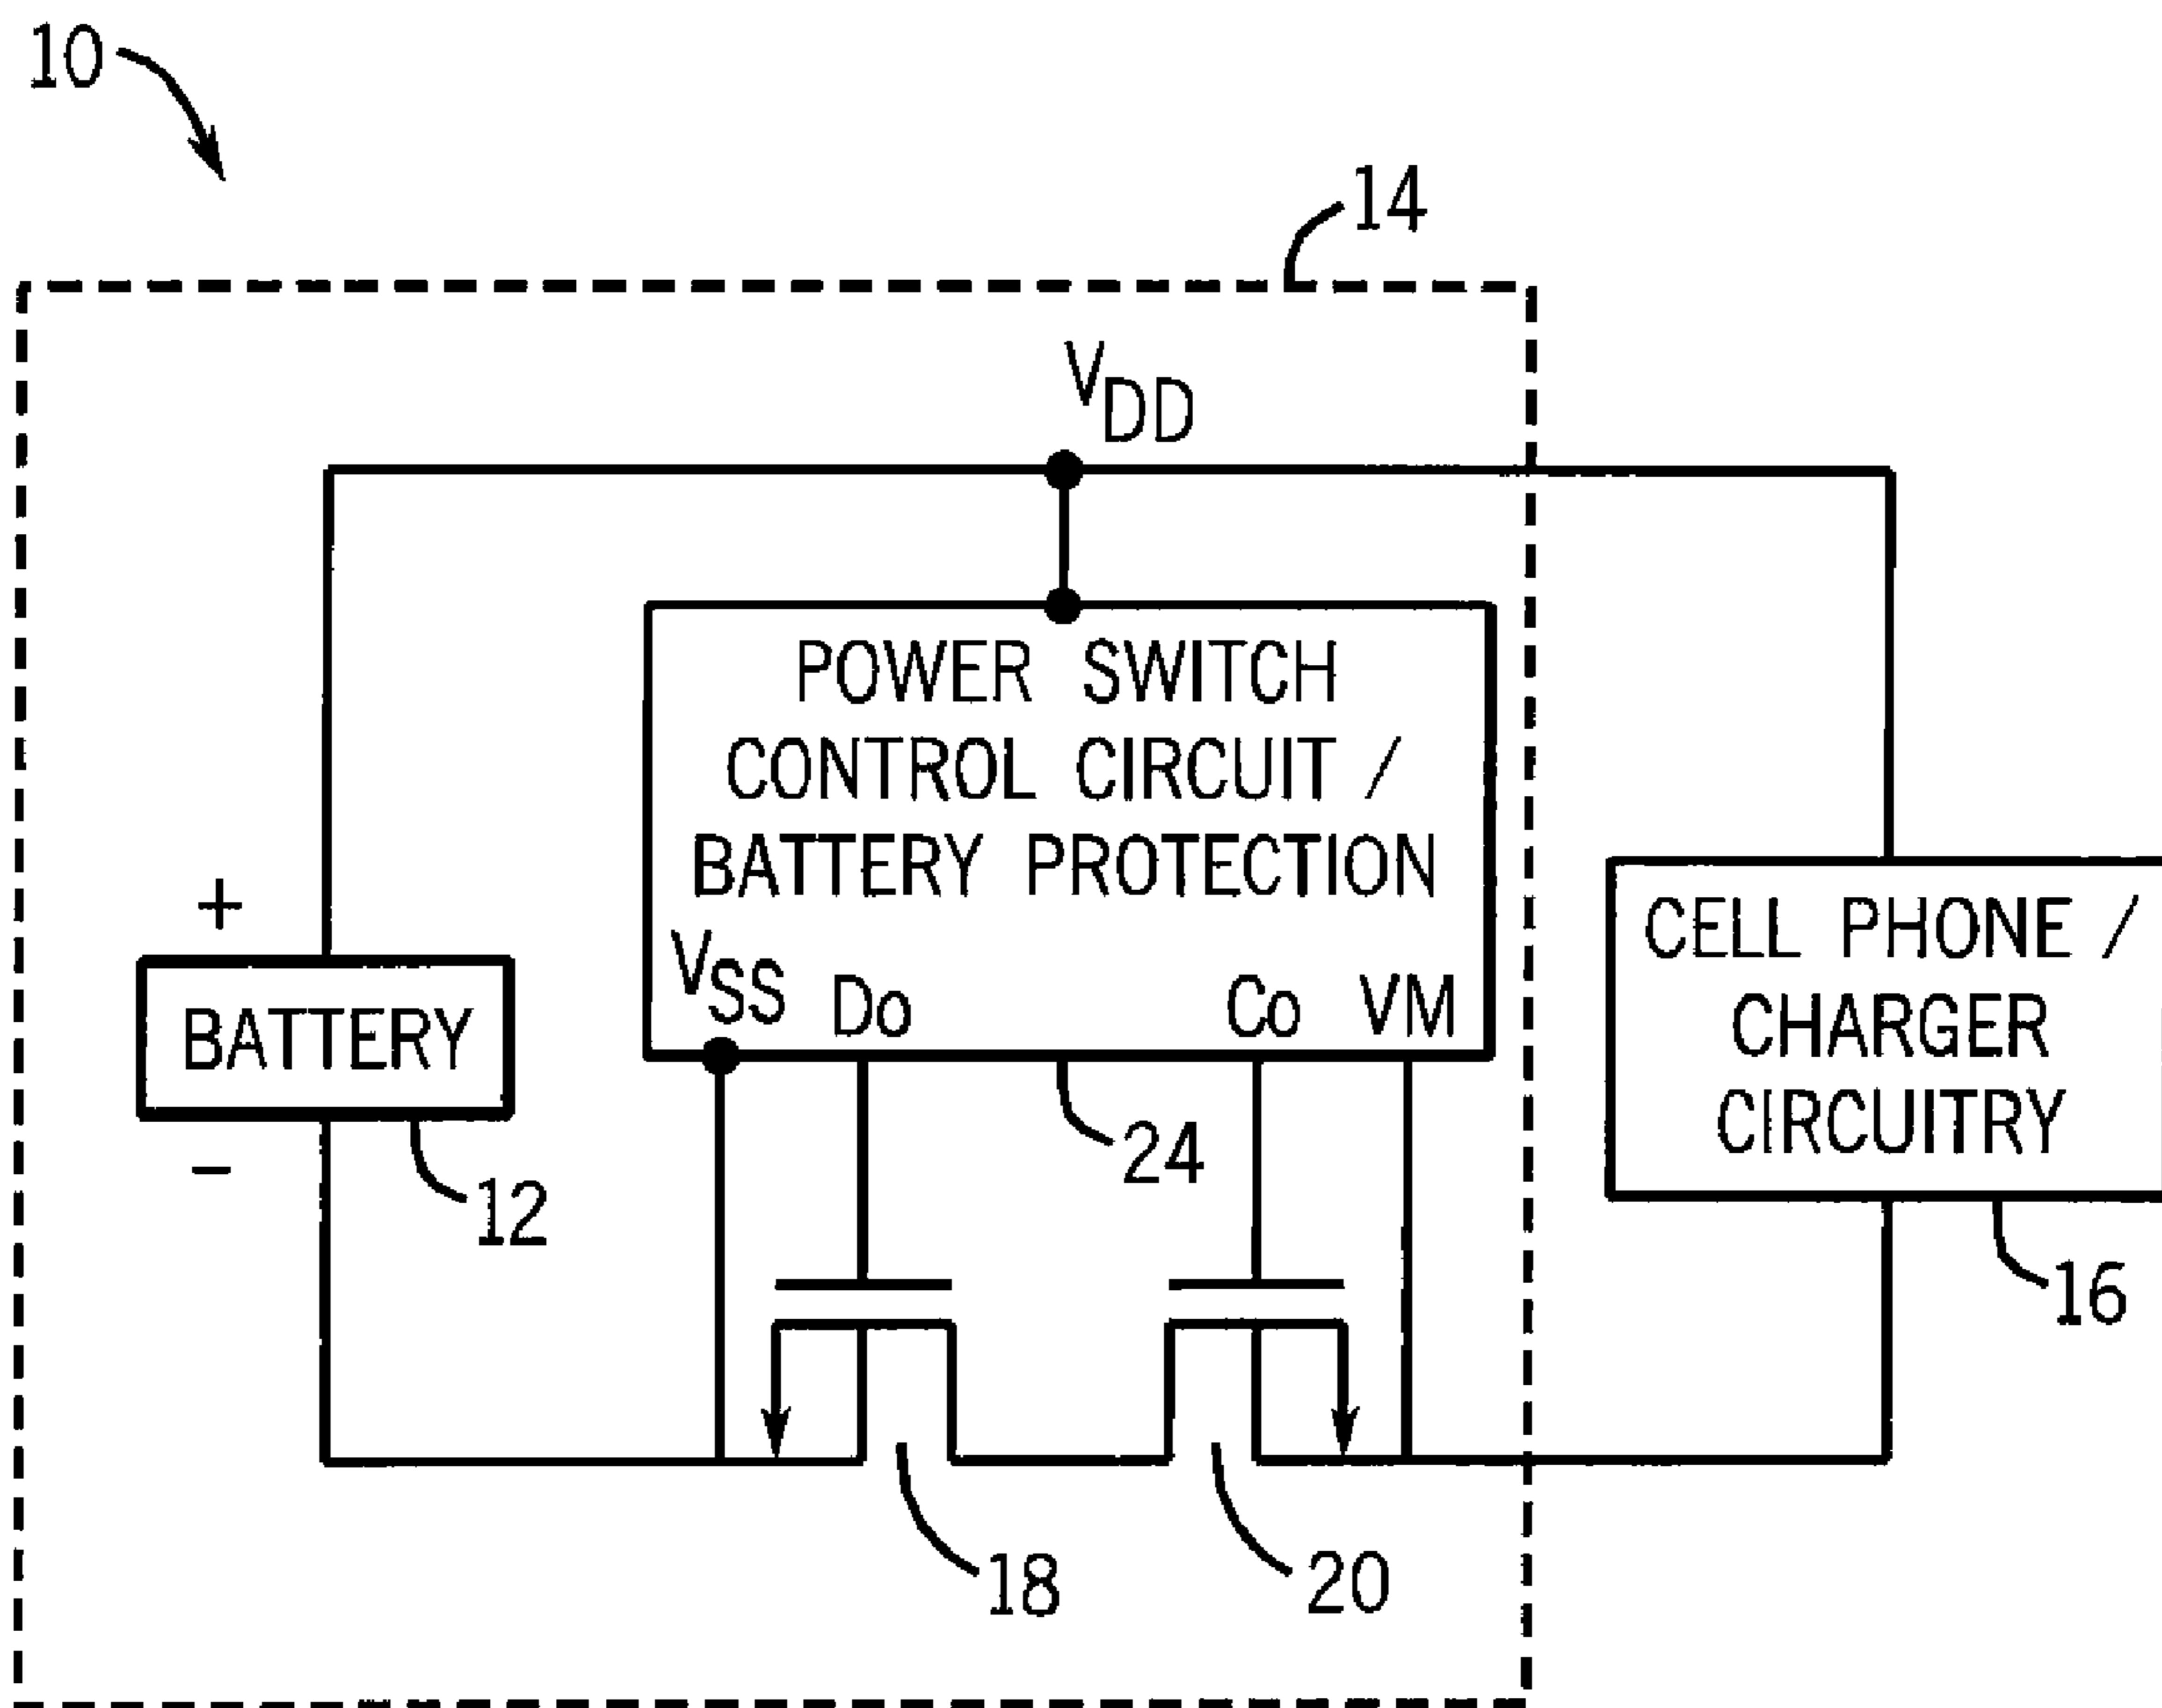 10
14
VDD
POWER SWITCH
CONTROL CIRCUIT /
BATTERY PROTECTION
VSS Do Co VM
+
BATTERY
−
12
24
CELL PHONE /
CHARGER
CIRCUITRY
16
18
20